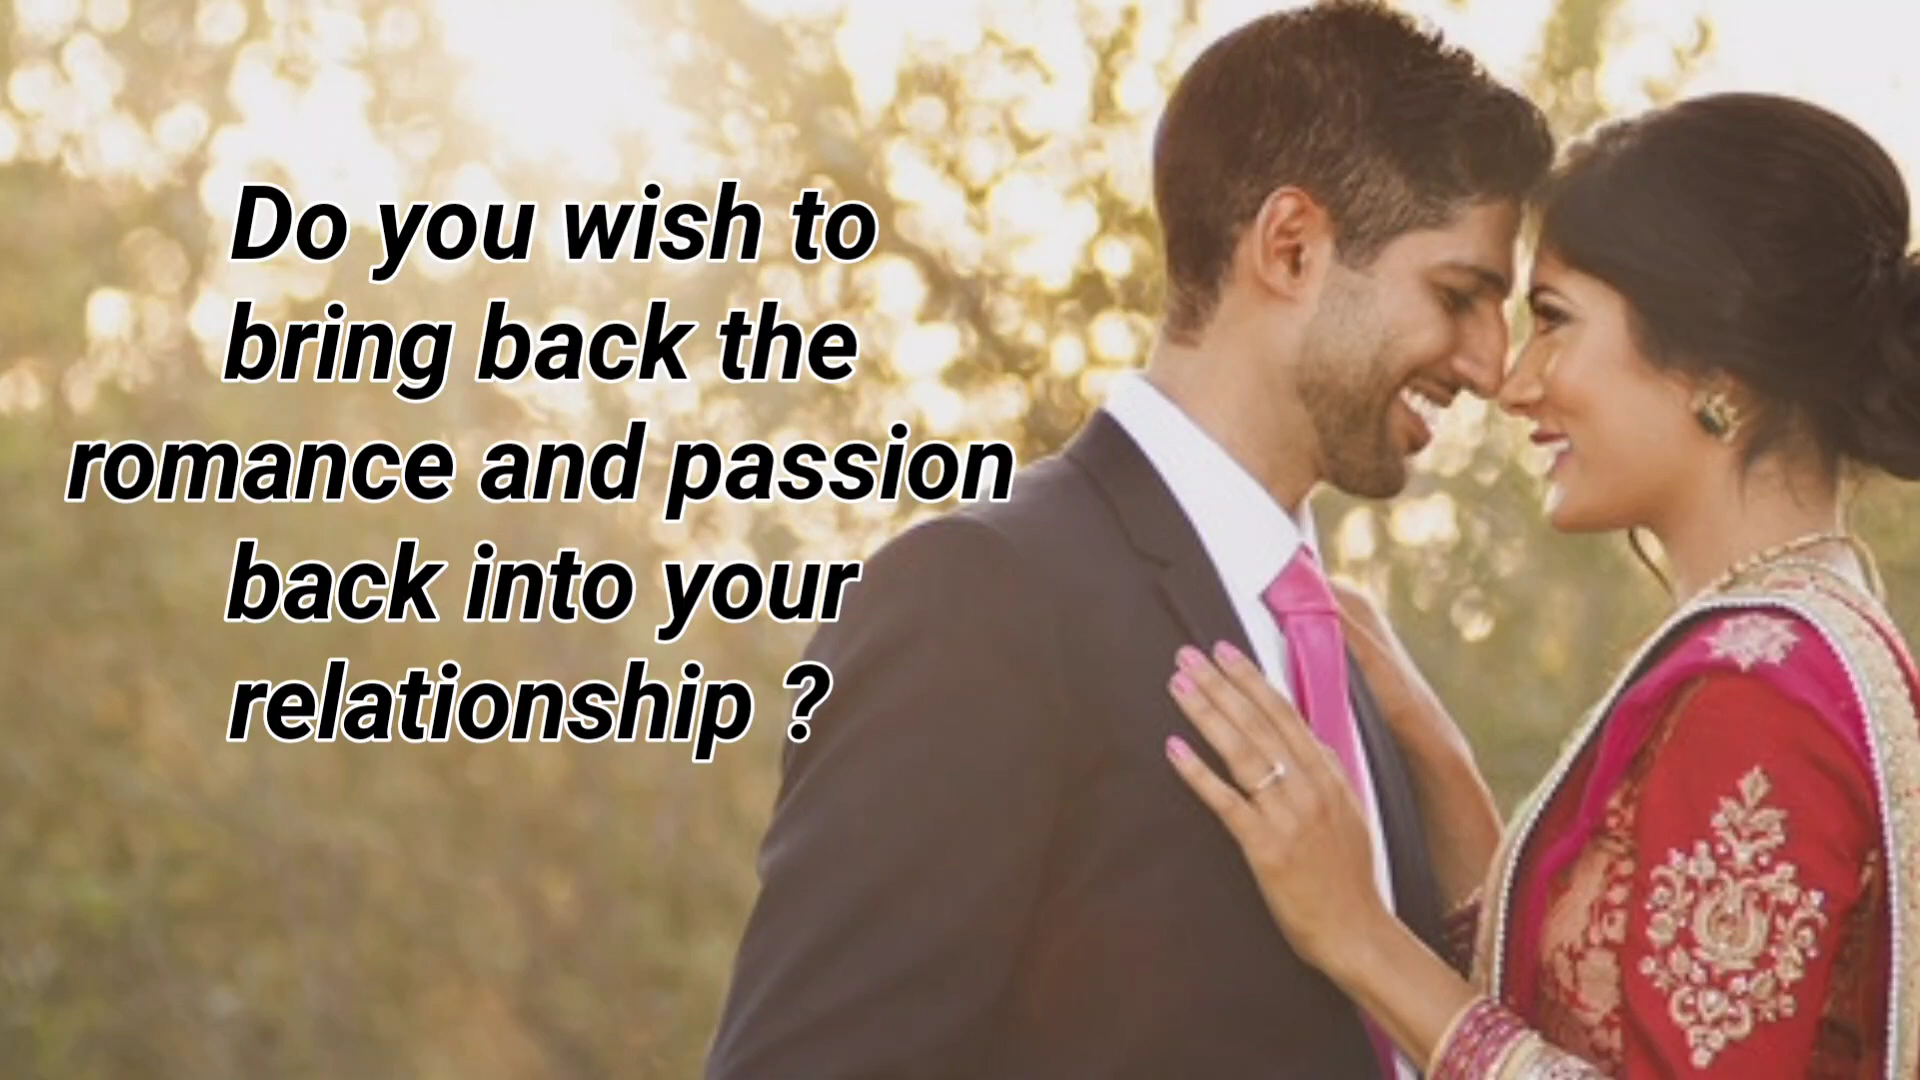 Do you wish to
bring back the
romance and passion
back into your
relationship ?